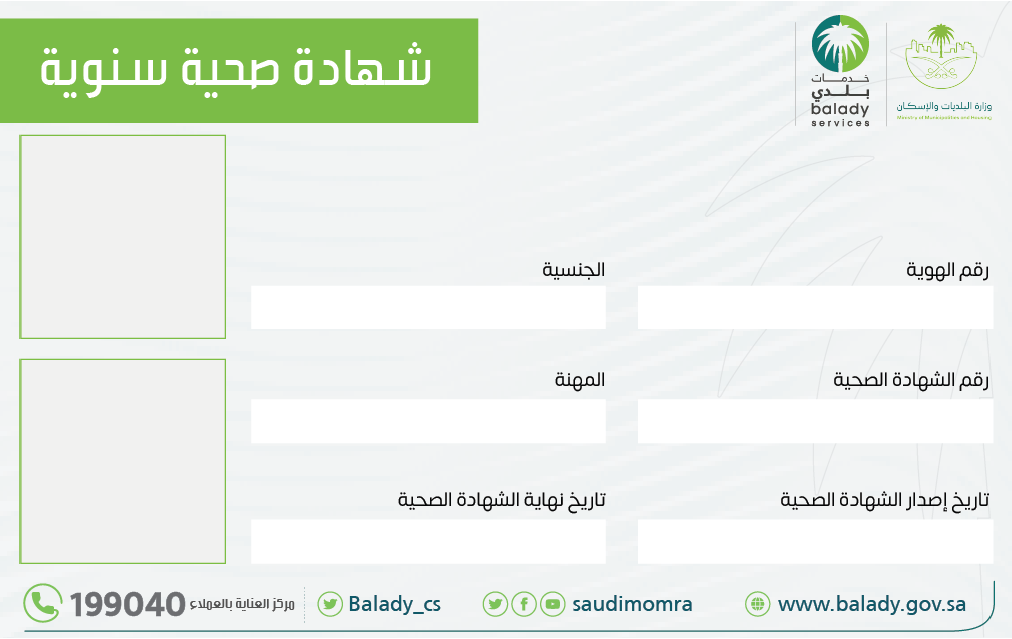 شهادة صحية سنوية
خدمات
بلدي
balady
services
وزارة البلديات والإسكان
Ministry of Municipalities and Housing
رقم الهوية
الجنسية
رقم الشهادة الصحية
المهنة
تاريخ إصدار الشهادة الصحية
تاريخ نهاية الشهادة الصحية
199040 مركز العناية بالعملاء
Balady_cs
saudimomra
www.balady.gov.sa